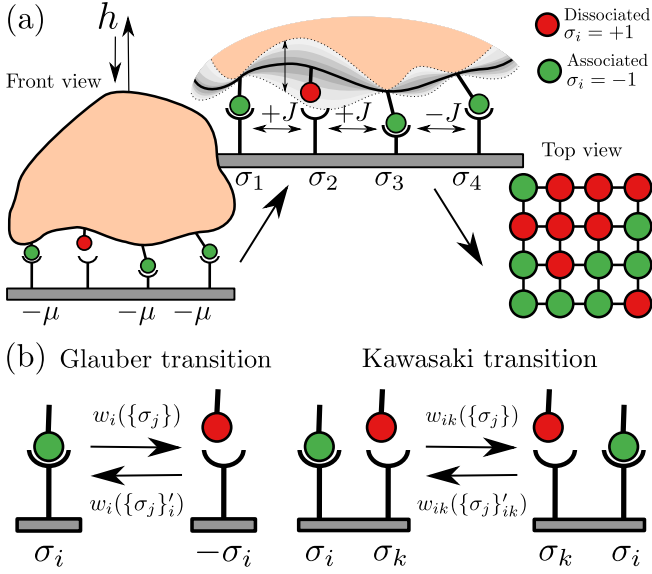 (a)
h
Front view
−μ
−μ
−μ
+J
+J
−J
σ₁
σ₂
σ₃
σ₄
Dissociated
σᵢ = +1
Associated
σᵢ = −1
Top view
(b)
Glauber transition
Kawasaki transition
wᵢ({σⱼ})
wᵢ({σⱼ}′ᵢ)
σᵢ
−σᵢ
wᵢₖ({σⱼ})
wᵢₖ({σⱼ}′ᵢₖ)
σᵢ
σₖ
σₖ
σᵢ